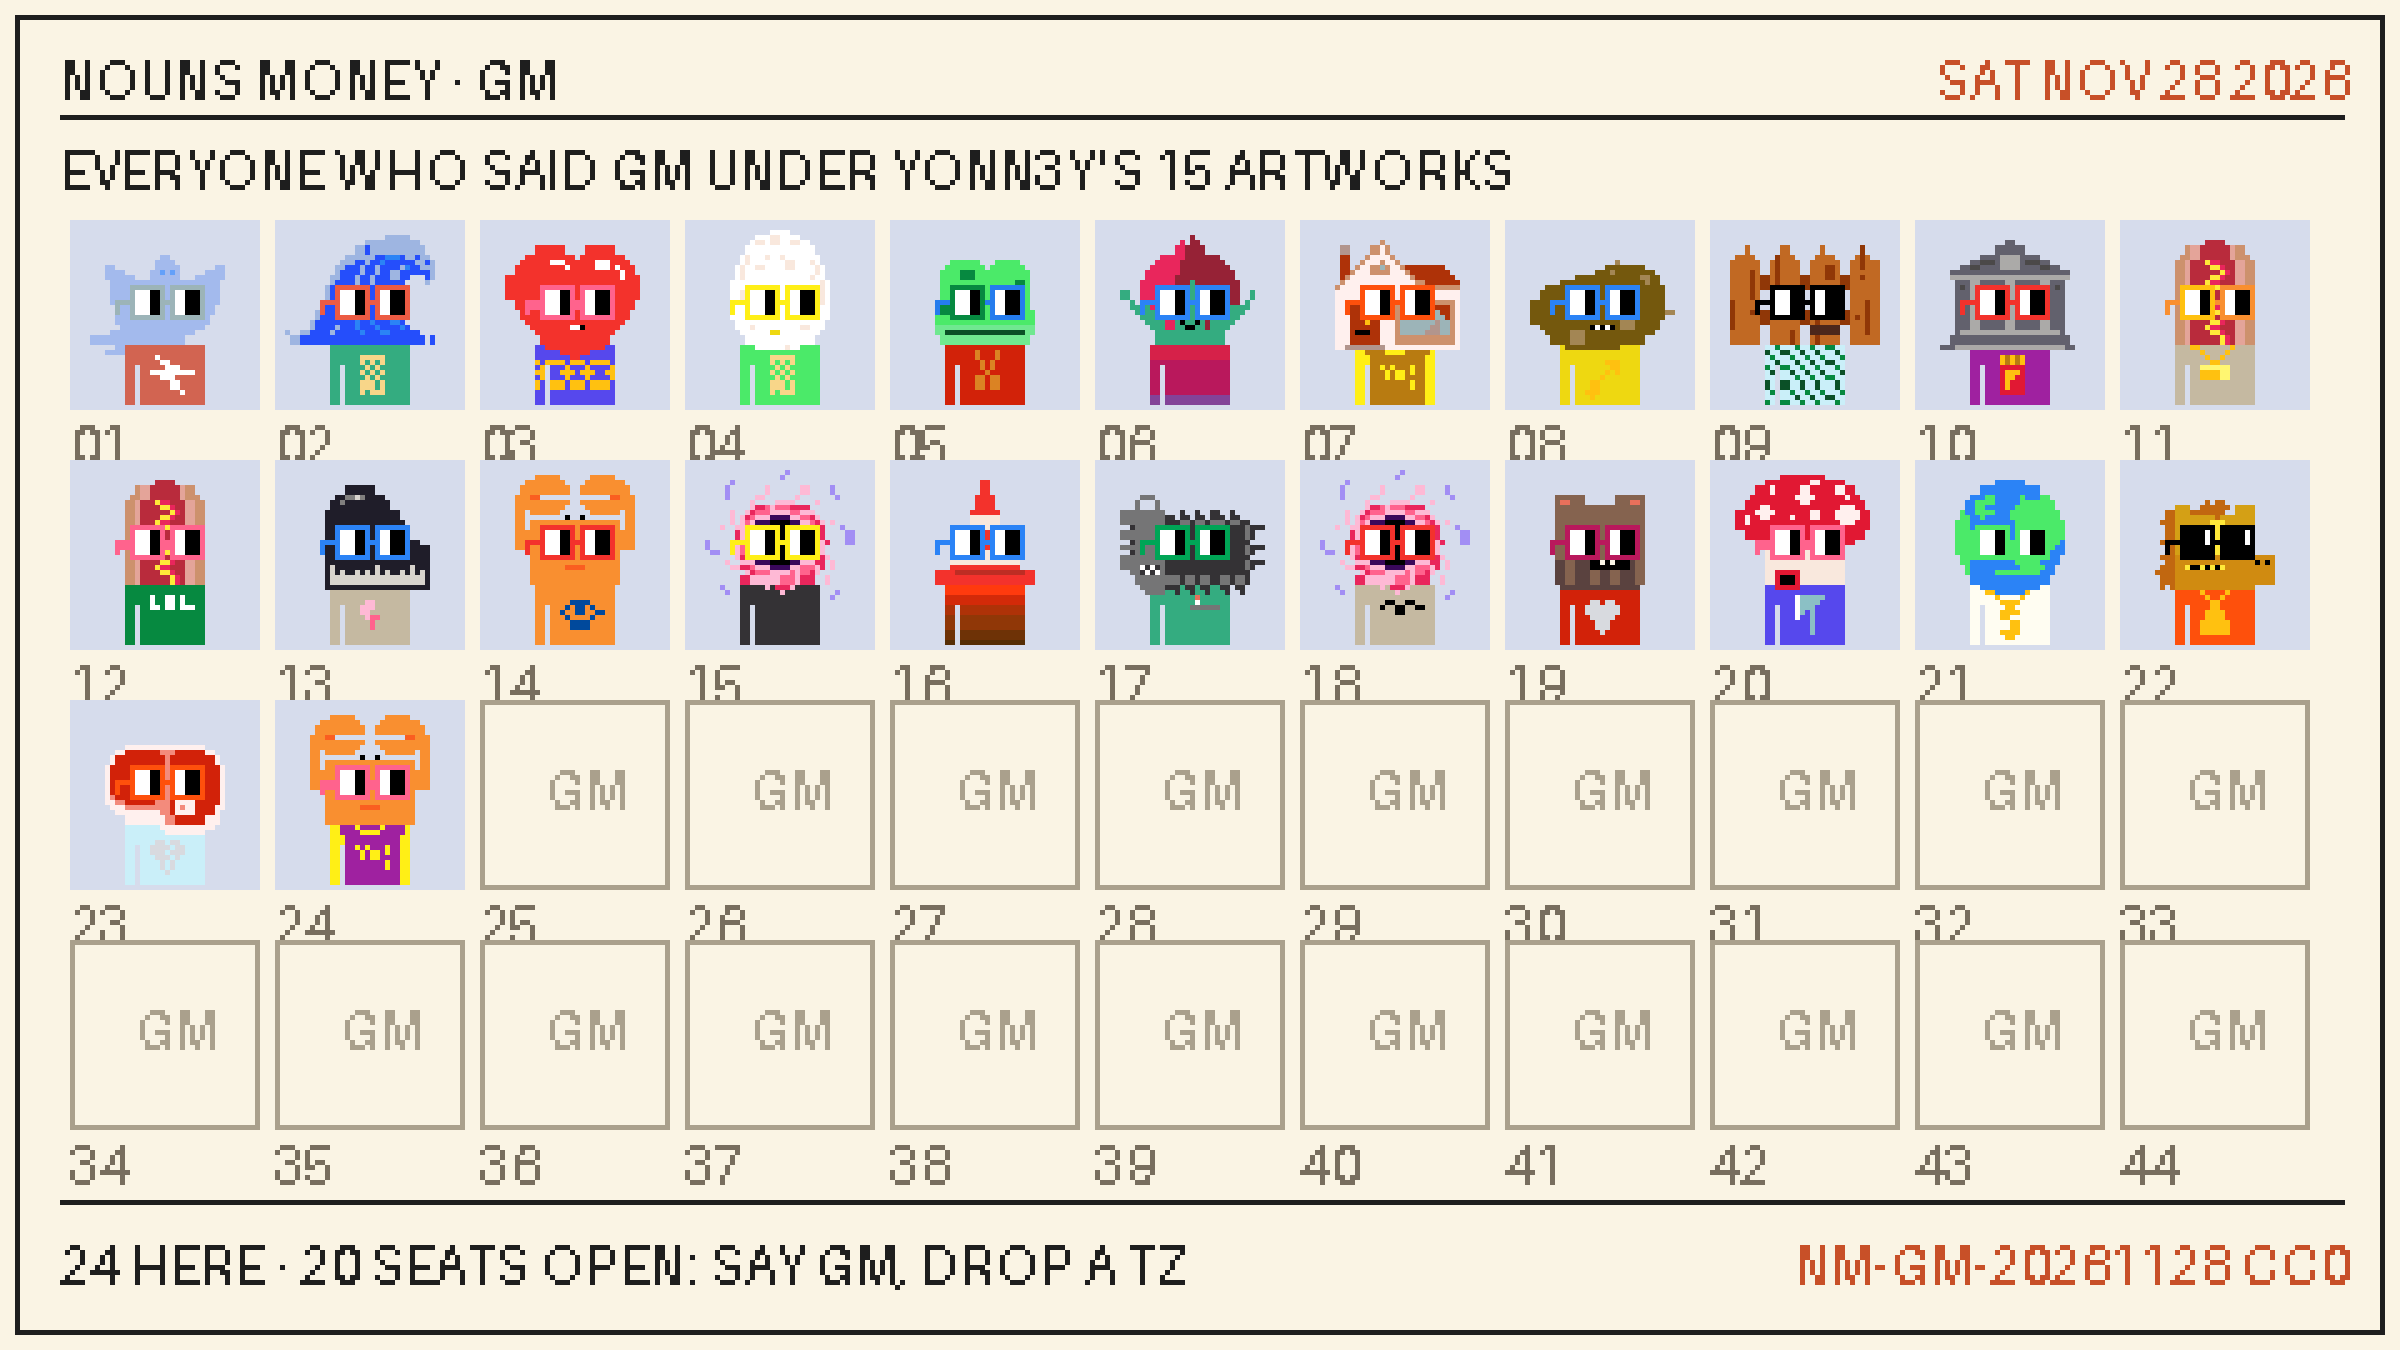 NOUNS MONEY · GM
SAT NOV 28 2026
EVERYONE WHO SAID GM UNDER YONN3Y'S 15 ARTWORKS
01 02 03 04 05 06 07 08 09 10 11
LOL
12 13 14 15 16 17 18 19 20 21 22
GM GM GM GM GM GM GM GM GM
23 24 25 26 27 28 29 30 31 32 33
GM GM GM GM GM GM GM GM GM GM GM
34 35 36 37 38 39 40 41 42 43 44
24 HERE · 20 SEATS OPEN: SAY GM, DROP A TZ
NM-GM-20261128 CC0